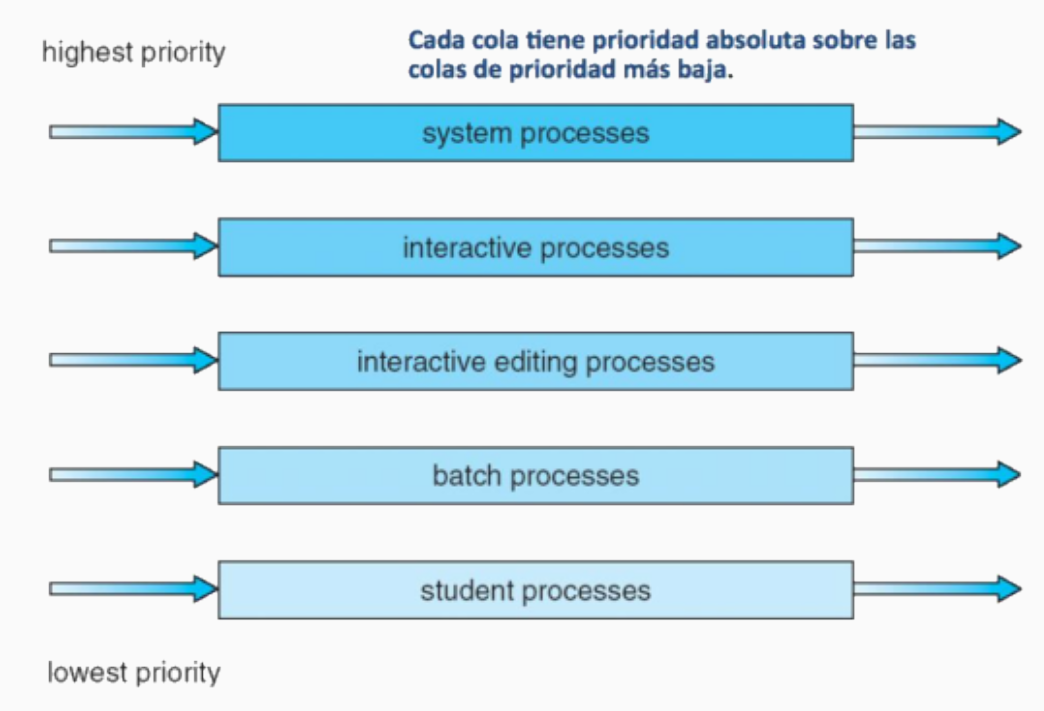 highest priority
Cada cola tiene prioridad absoluta sobre las
colas de prioridad más baja.
system processes
interactive processes
interactive editing processes
batch processes
student processes
lowest priority